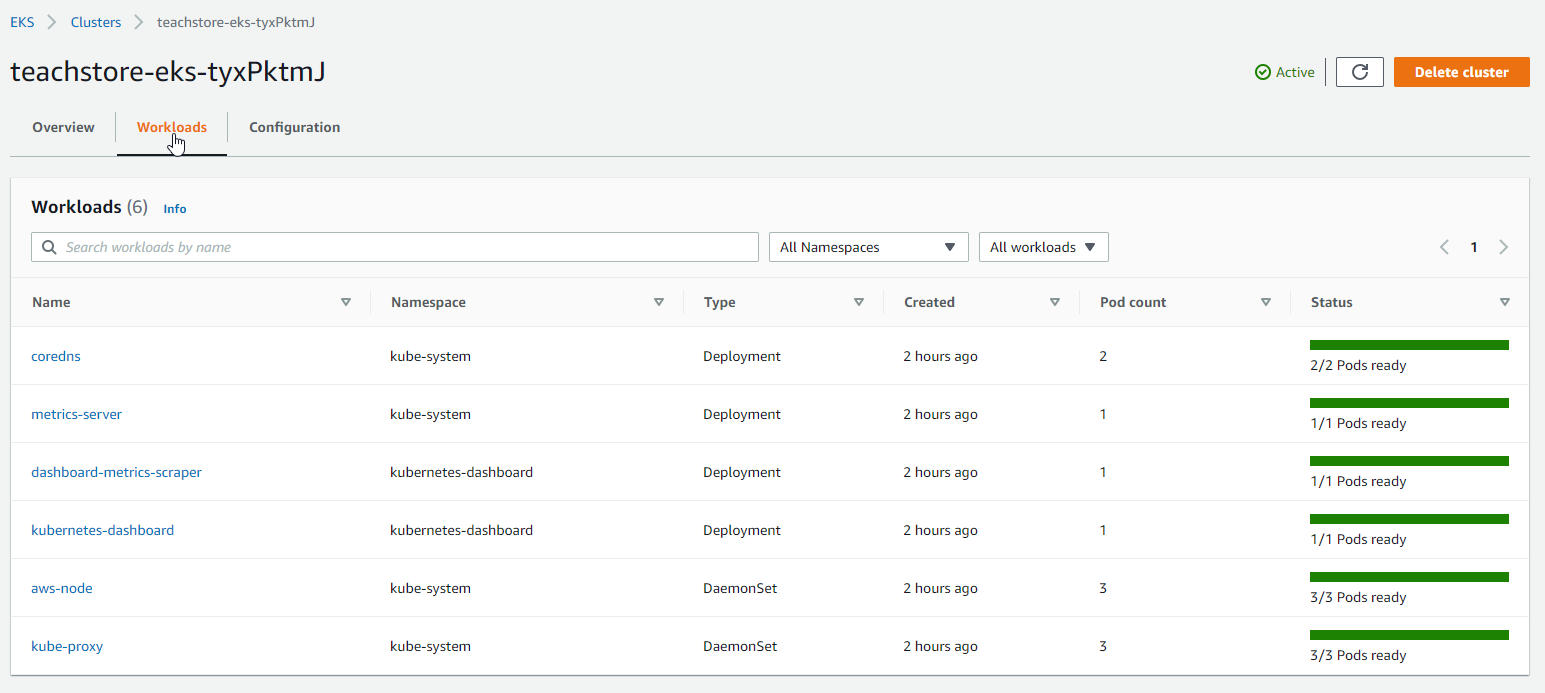 EKS > Clusters > teachstore-eks-tyxPktmJ
teachstore-eks-tyxPktmJ
Active
Delete cluster
Overview Workloads Configuration
Workloads (6) Info
Search workloads by name All Namespaces All workloads 1
Name Namespace Type Created Pod count Status
coredns kube-system Deployment 2 hours ago 2 2/2 Pods ready
metrics-server kube-system Deployment 2 hours ago 1 1/1 Pods ready
dashboard-metrics-scraper kubernetes-dashboard Deployment 2 hours ago 1 1/1 Pods ready
kubernetes-dashboard kubernetes-dashboard Deployment 2 hours ago 1 1/1 Pods ready
aws-node kube-system DaemonSet 2 hours ago 3 3/3 Pods ready
kube-proxy kube-system DaemonSet 2 hours ago 3 3/3 Pods ready